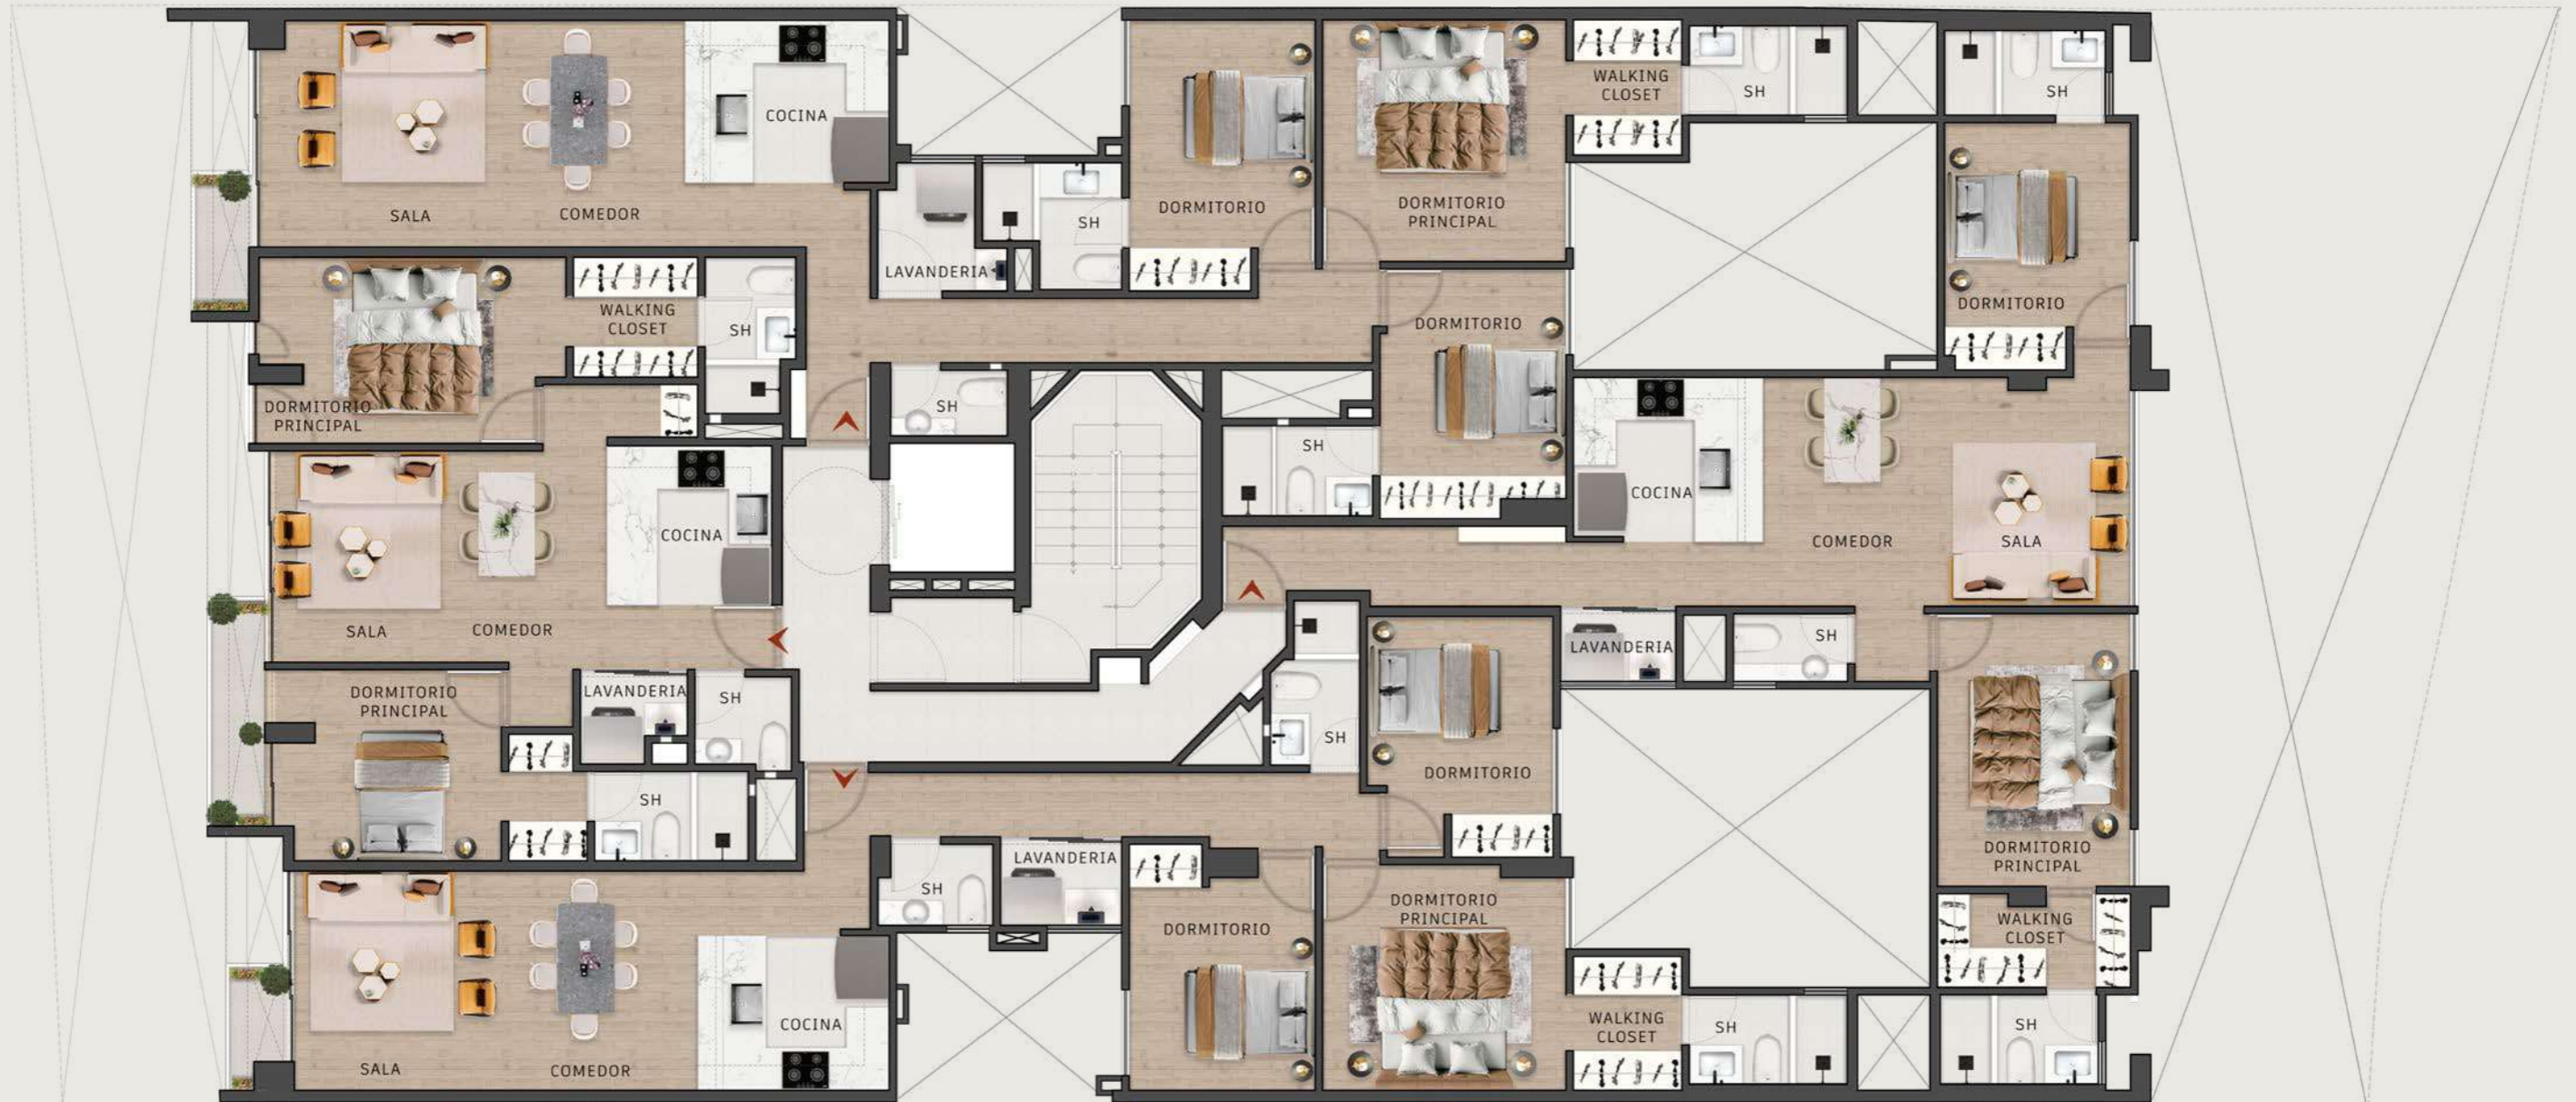 SALA
COMEDOR
COCINA
LAVANDERIA
SH
DORMITORIO
DORMITORIO
PRINCIPAL
WALKING
CLOSET
SH
SH
DORMITORIO
DORMITORIO
PRINCIPAL
WALKING
CLOSET
SH
SH
DORMITORIO
SH
COCINA
COMEDOR
SALA
SALA
COMEDOR
COCINA
DORMITORIO
PRINCIPAL
LAVANDERIA
SH
SH
SH
DORMITORIO
LAVANDERIA
SH
DORMITORIO
PRINCIPAL
WALKING
CLOSET
SH
SALA
COMEDOR
COCINA
SH
LAVANDERIA
DORMITORIO
DORMITORIO
PRINCIPAL
WALKING
CLOSET
SH